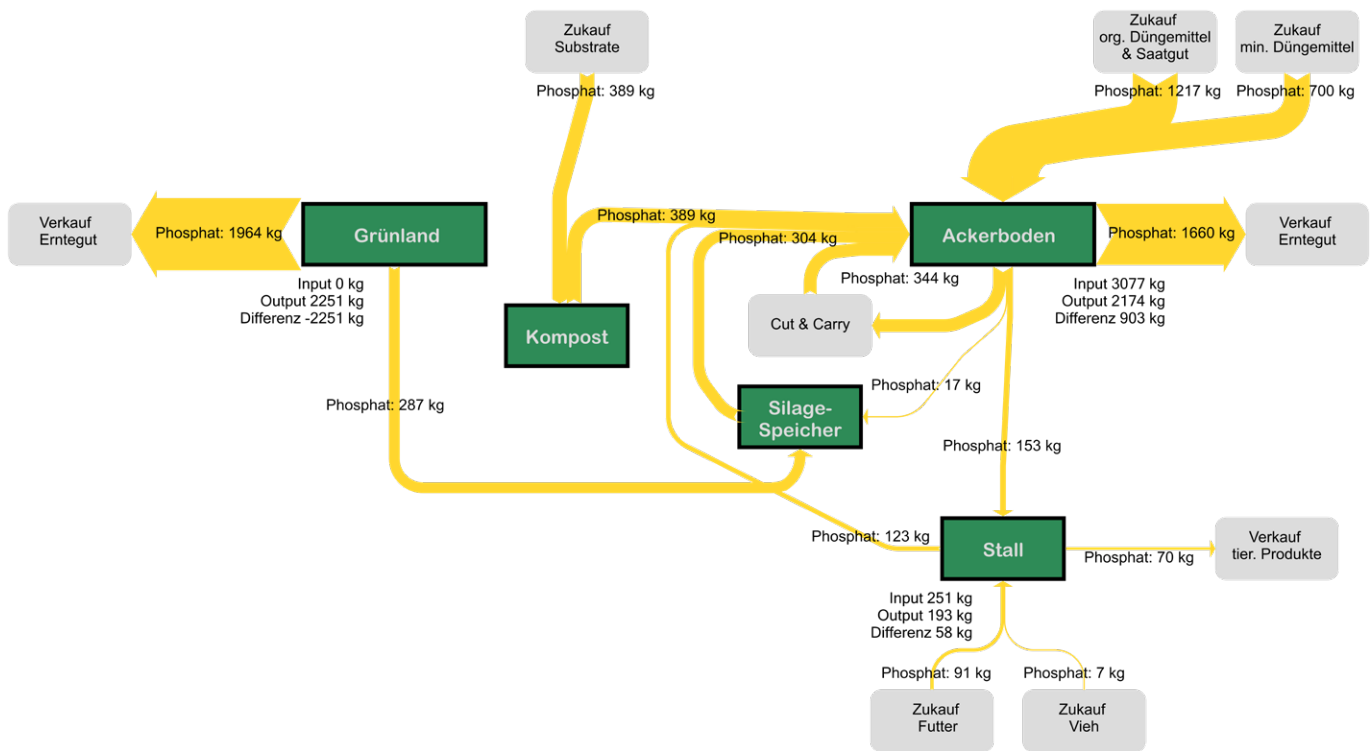 Zukauf
Substrate
Zukauf
org. Düngemittel
& Saatgut
Zukauf
min. Düngemittel
Phosphat: 389 kg
Phosphat: 1217 kg
Phosphat: 700 kg
Verkauf
Erntegut
Phosphat: 1964 kg
Grünland
Phosphat: 389 kg
Phosphat: 304 kg
Ackerboden
Phosphat: 1660 kg
Verkauf
Erntegut
Input 0 kg
Output 2251 kg
Differenz -2251 kg
Phosphat: 344 kg
Input 3077 kg
Output 2174 kg
Differenz 903 kg
Kompost
Cut & Carry
Phosphat: 287 kg
Silage-
Speicher
Phosphat: 17 kg
Phosphat: 153 kg
Phosphat: 123 kg
Stall
Phosphat: 70 kg
Verkauf
tier. Produkte
Input 251 kg
Output 193 kg
Differenz 58 kg
Phosphat: 91 kg
Phosphat: 7 kg
Zukauf
Futter
Zukauf
Vieh